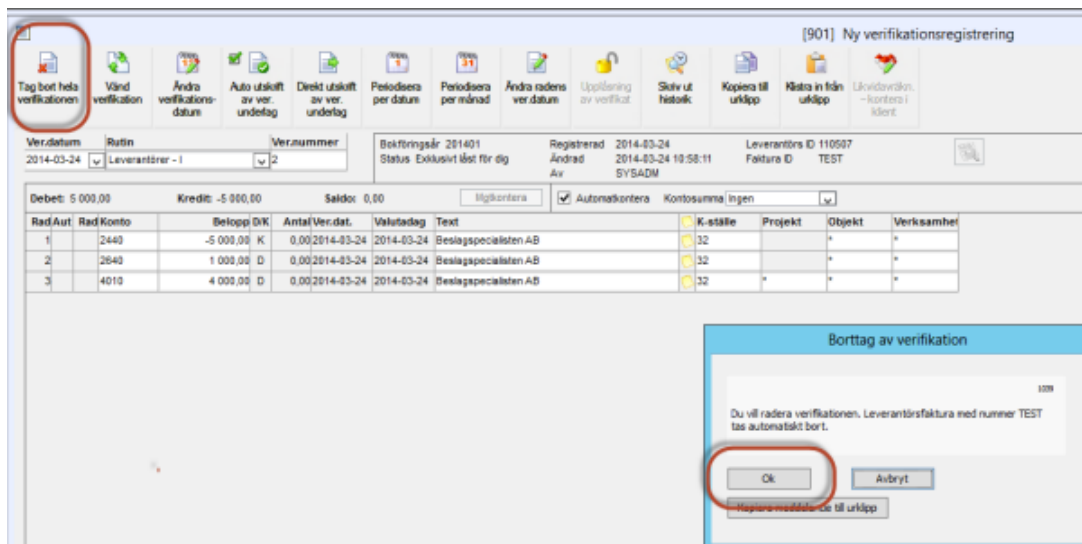 [901] Ny verifikationsregistrering
Tag bort hela verifikationen
Vänd verifikation
Ändra verifikations- datum
Auto utskrift av ver. underlag
Direkt utskrift av ver. underlag
Periodisera per datum
Periodisera per månad
Ändra radens ver.datum
Upplåsning av verifikat
Skriv ut historik
Kopiera till urklipp
Klistra in från urklipp
Likvidavräkn. - kontera i klient
Ver.datum Rutin Ver.nummer
2014-03-24 Leverantörer - I 2
Bokföringsår 201401 Registrerad 2014-03-24 Leverantörs ID 110507
Status Exklusivt låst för dig Ändrad 2014-03-24 10:58:11 Faktura ID TEST
Av SYSADM
Debet: 5 000,00 Kredit: -5 000,00 Saldo: 0,00 Mglkontera Automatkontera Kontosumma Ingen
Rad Aut Rad Konto Belopp D/K Antal Ver.dat. Valutadag Text K-ställe Projekt Objekt Verksamhet
1 2440 -5 000,00 K 0,00 2014-03-24 2014-03-24 Beslagspecialisten AB 32 * *
2 2640 1 000,00 D 0,00 2014-03-24 2014-03-24 Beslagspecialisten AB 32 * *
3 4010 4 000,00 D 0,00 2014-03-24 2014-03-24 Beslagspecialisten AB 32 * * *
Borttag av verifikation
Du vill radera verifikationen. Leverantörsfaktura med nummer TEST
tas automatiskt bort.
Ok Avbryt
Kopiera meddelande till urklipp